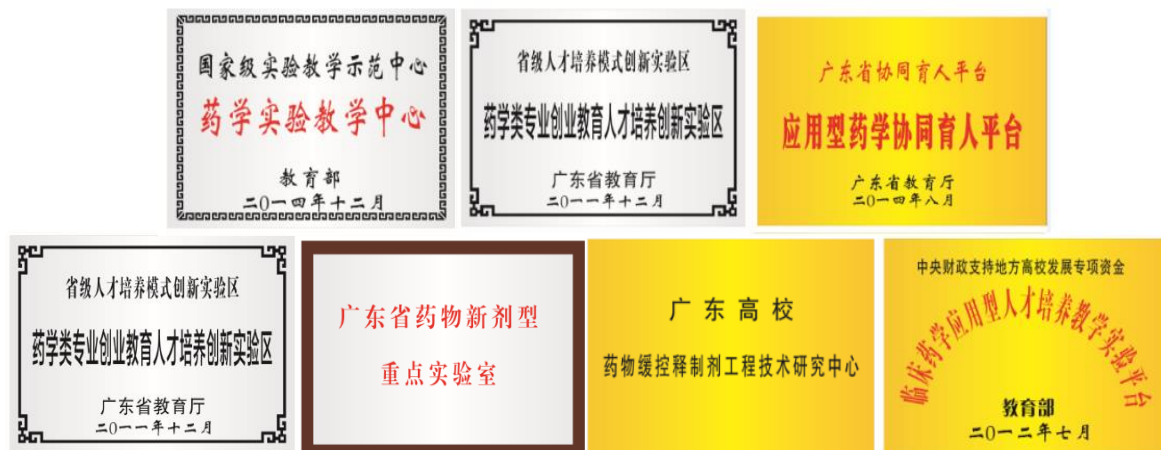 国家级实验教学示范中心
药学实验教学中心
教育部
二〇一四年十二月
省级人才培养模式创新实验区
药学类专业创业教育人才培养创新实验区
广东省教育厅
二〇一一年十二月
广东省协同育人平台
应用型药学协同育人平台
广东省教育厅
二〇一四年八月
省级人才培养模式创新实验区
药学类专业创业教育人才培养创新实验区
广东省教育厅
二〇一一年十二月
广东省药物新剂型
重点实验室
广东高校
药物缓控释制剂工程技术研究中心
中央财政支持地方高校发展专项资金
临床药学应用型人才培养教学实验平台
教育部
二〇一二年七月